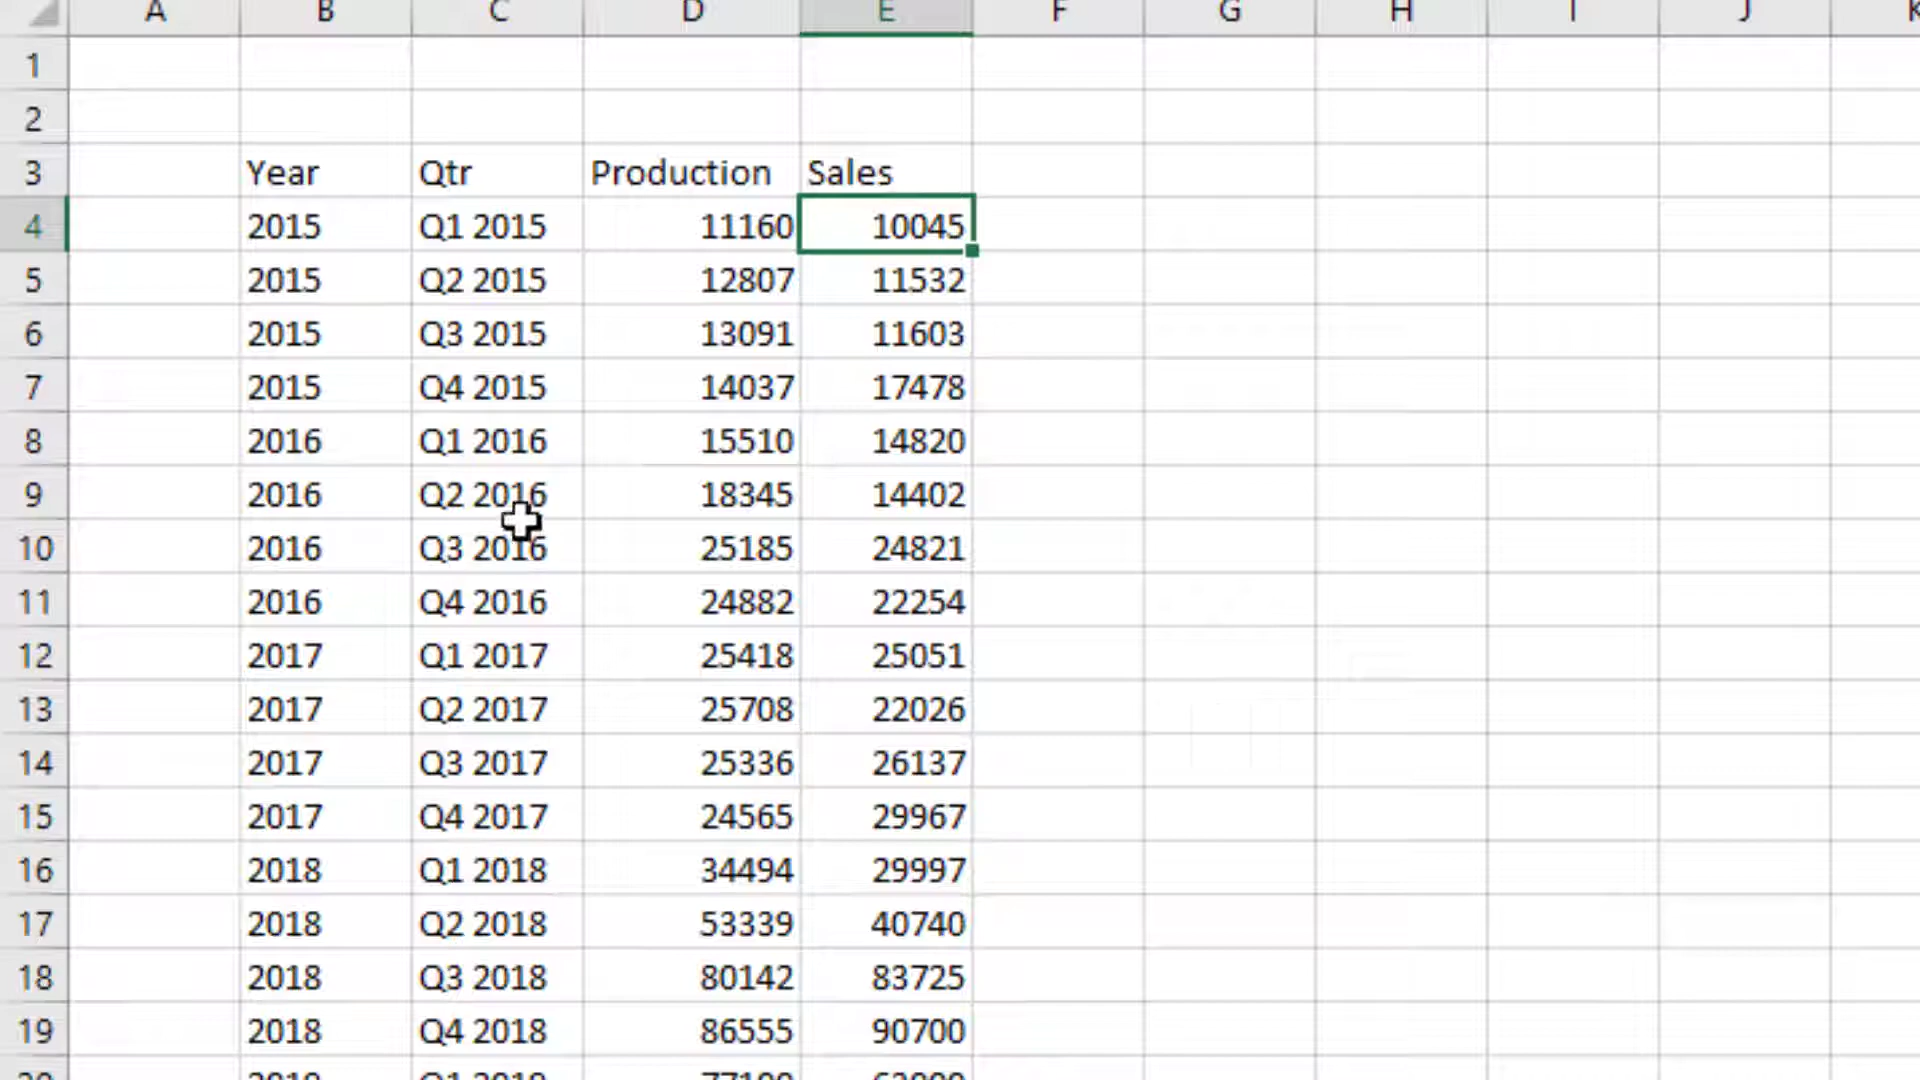 A B C D E F G H I J K
1
2
3 Year Qtr Production Sales
4 2015 Q1 2015 11160 10045
5 2015 Q2 2015 12807 11532
6 2015 Q3 2015 13091 11603
7 2015 Q4 2015 14037 17478
8 2016 Q1 2016 15510 14820
9 2016 Q2 2016 18345 14402
10 2016 Q3 2016 25185 24821
11 2016 Q4 2016 24882 22254
12 2017 Q1 2017 25418 25051
13 2017 Q2 2017 25708 22026
14 2017 Q3 2017 25336 26137
15 2017 Q4 2017 24565 29967
16 2018 Q1 2018 34494 29997
17 2018 Q2 2018 53339 40740
18 2018 Q3 2018 80142 83725
19 2018 Q4 2018 86555 90700